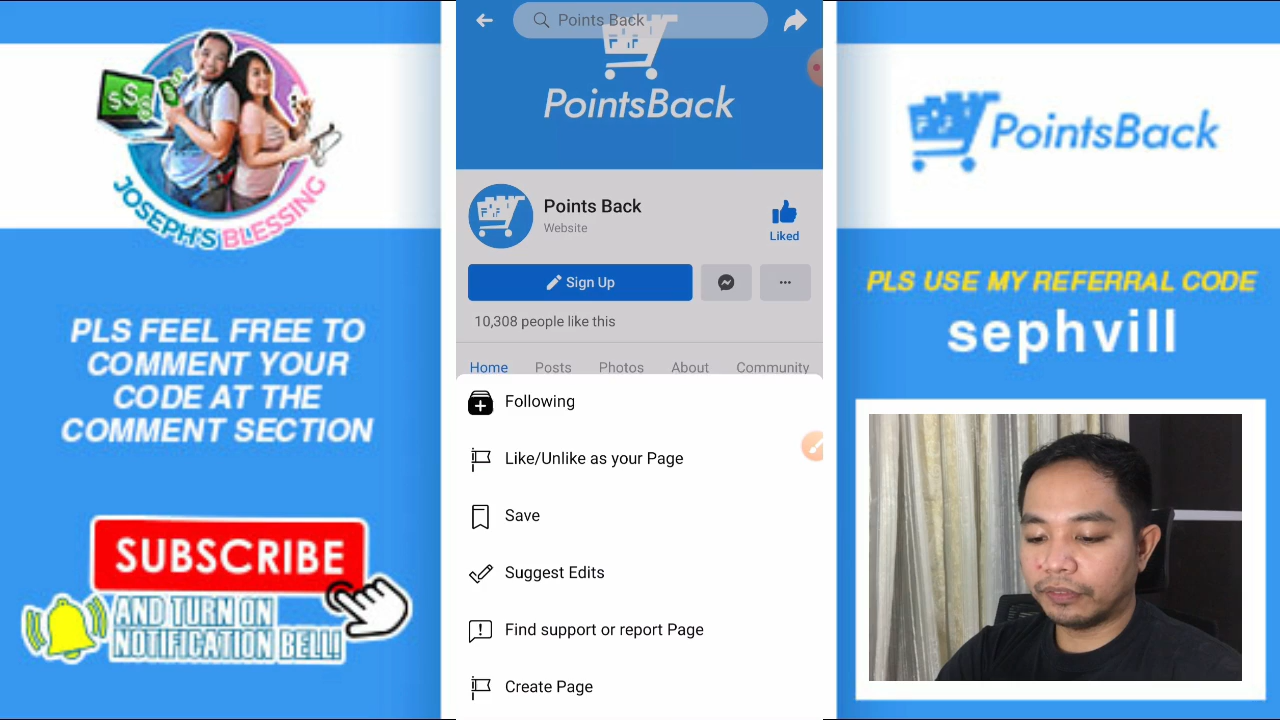 JOSEPH'S BLESSING
PLS FEEL FREE TO
COMMENT YOUR
CODE AT THE
COMMENT SECTION
SUBSCRIBE
AND TURN ON
NOTIFICATION BELL!
Points Back
PointsBack
Points Back
Website
Liked
Sign Up
10,308 people like this
Home Posts Photos About Community
Following
Like/Unlike as your Page
Save
Suggest Edits
Find support or report Page
Create Page
PointsBack
PLS USE MY REFERRAL CODE
sephvill